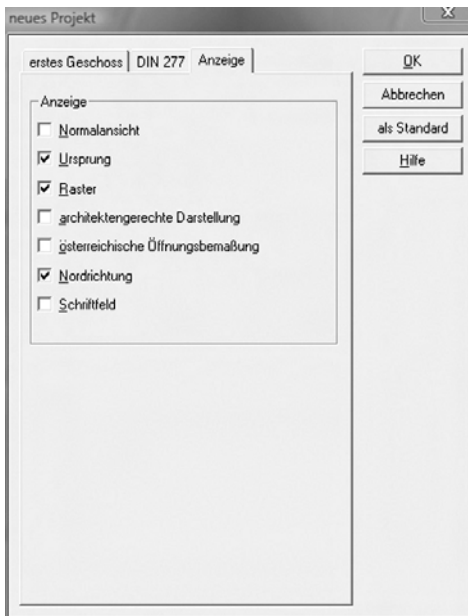 neues Projekt
erstes Geschoss DIN 277 Anzeige
Anzeige
Normalansicht
Ursprung
Raster
architektengerechte Darstellung
österreichische Öffnungsbemaßung
Nordrichtung
Schriftfeld
OK
Abbrechen
als Standard
Hilfe